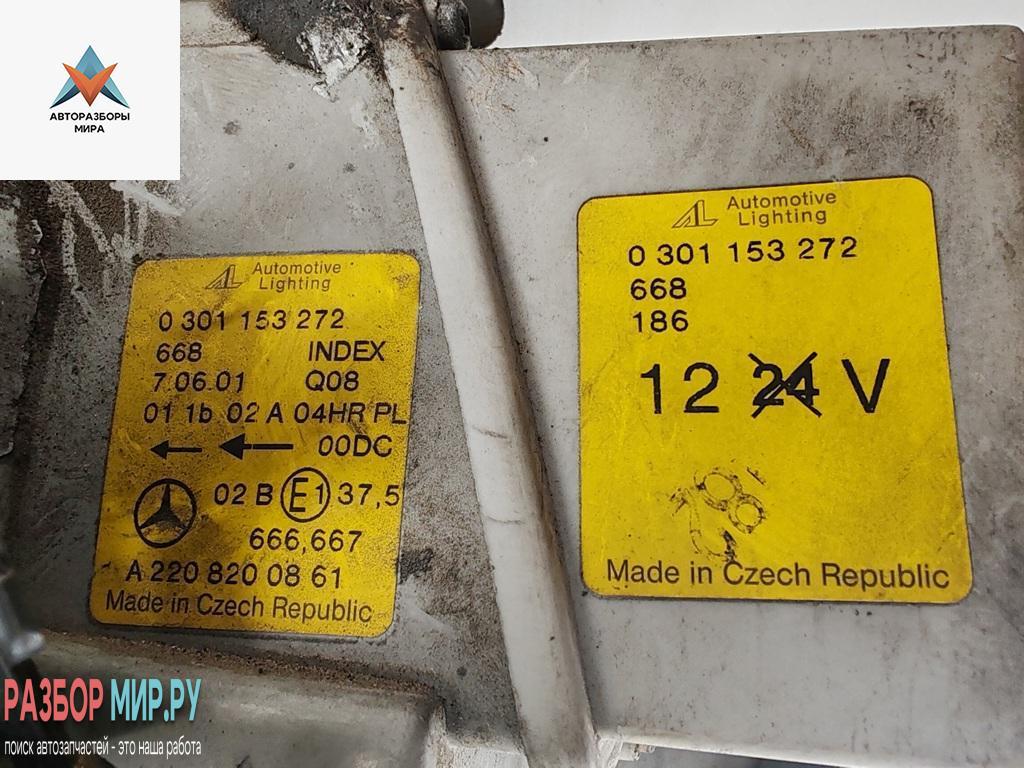 АВТОРАЗБОРЫ
МИРА
Automotive
Lighting
0 301 153 272
668 INDEX
7.06.01 Q08
01 1b 02 A 04HR PL
00DC
02 B E1 37,5
666,667
A 220 820 08 61
Made in Czech Republic
Automotive
Lighting
0 301 153 272
668
186
12 24 V
Made in Czech Republic
РАЗБОР МИР.РУ
поиск автозапчастей - это наша работа